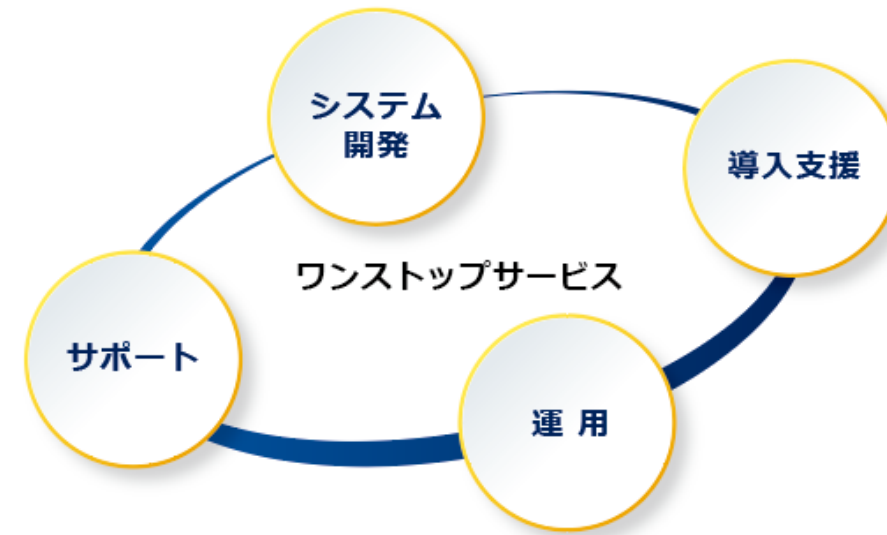 システム
開発
導入支援
ワンストップサービス
サポート
運 用